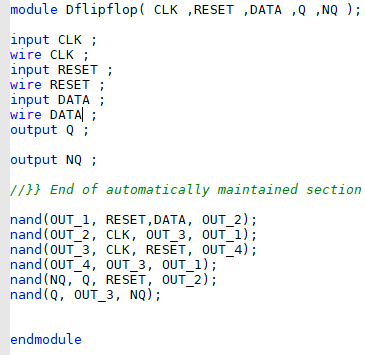 module Dflipflop( CLK ,RESET ,DATA ,Q ,NQ );
input CLK ;
wire CLK ;
input RESET ;
wire RESET ;
input DATA ;
wire DATA ;
output Q ;
output NQ ;
//}} End of automatically maintained section
nand(OUT_1, RESET,DATA, OUT_2);
nand(OUT_2, CLK, OUT_3, OUT_1);
nand(OUT_3, CLK, RESET, OUT_4);
nand(OUT_4, OUT_3, OUT_1);
nand(NQ, Q, RESET, OUT_2);
nand(Q, OUT_3, NQ);
endmodule